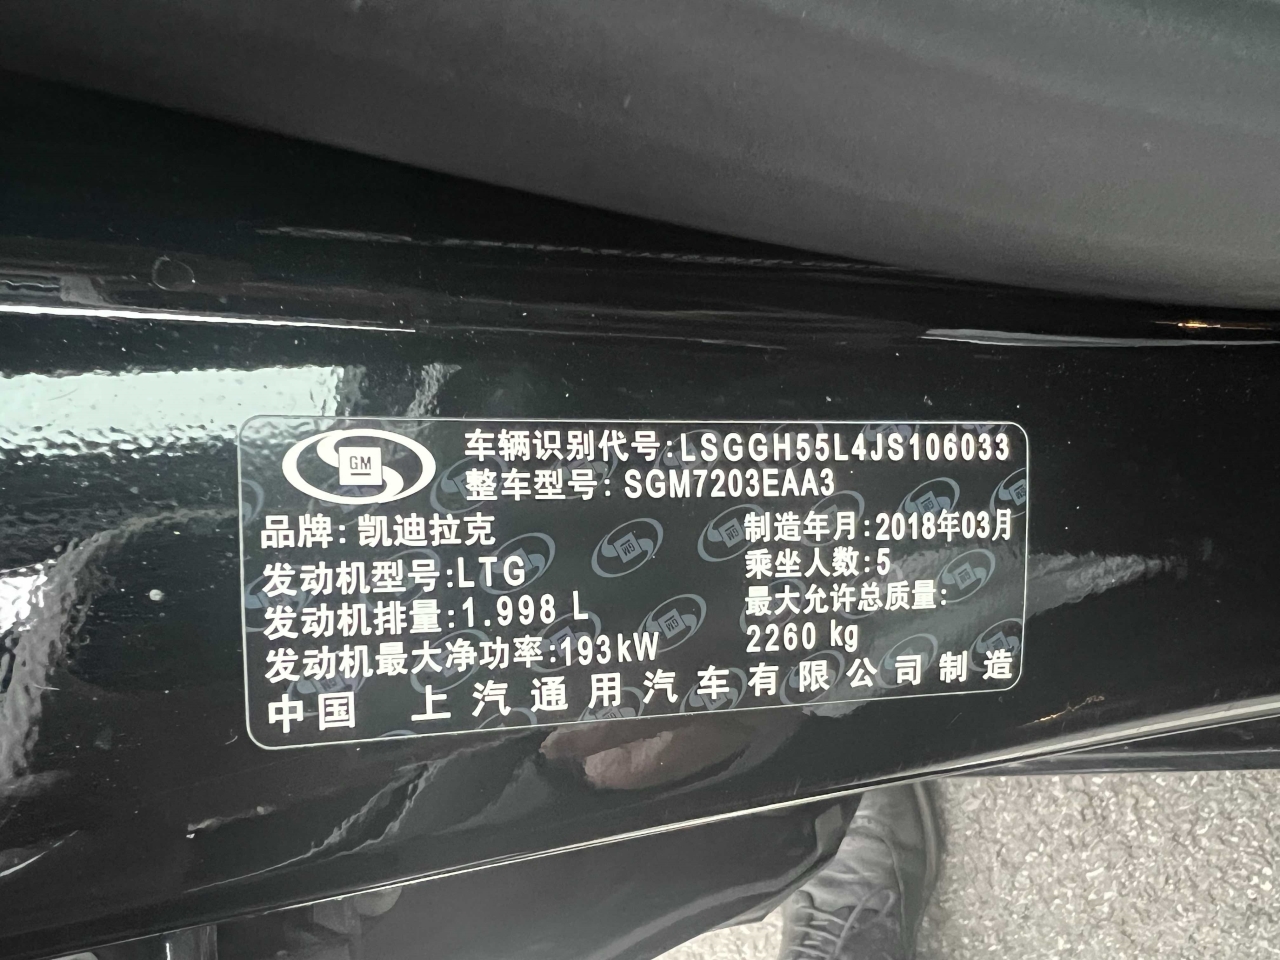 GM
车辆识别代号:LSGGH55L4JS106033
整车型号: SGM7203EAA3
品牌: 凯迪拉克
制造年月:2018年03月
发动机型号:LTG
乘坐人数:5
发动机排量:1.998 L
最大允许总质量:
2260 kg
发动机最大净功率:193kW
中国 上汽通用汽车有限公司制造